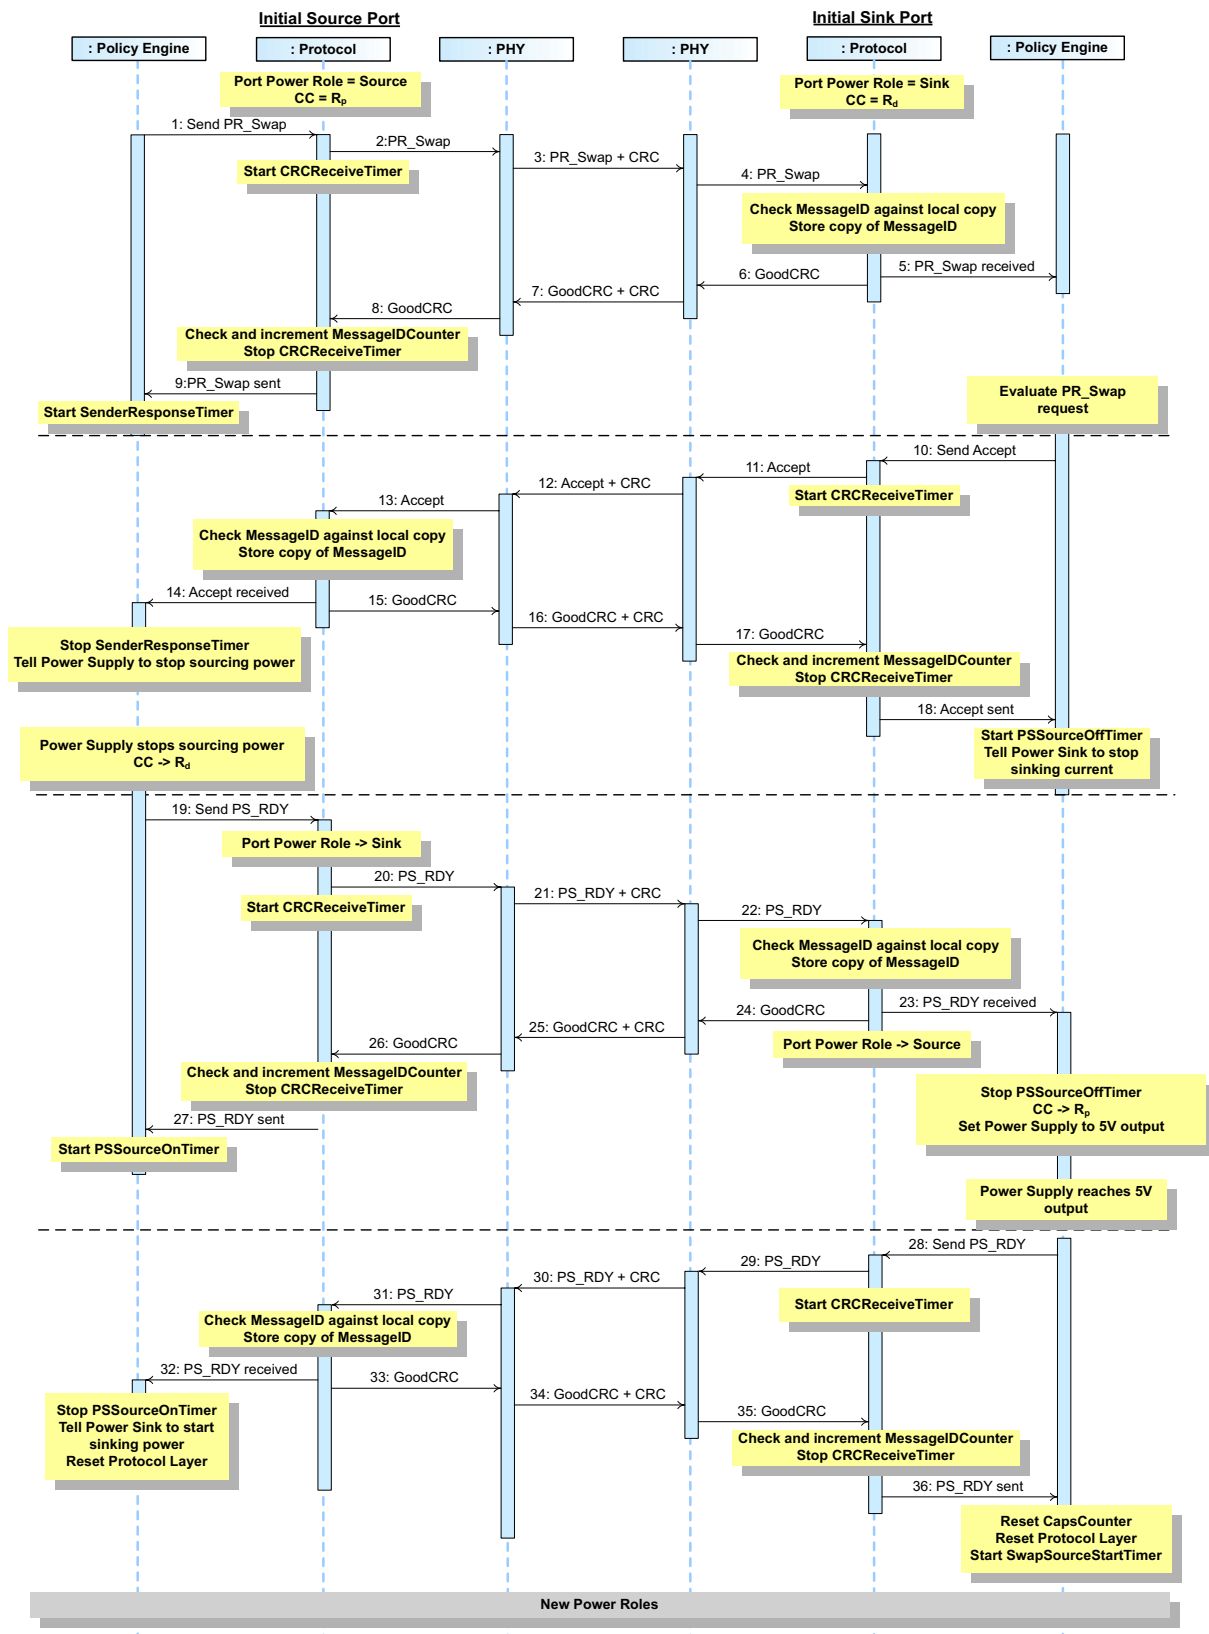 Initial Source Port
Initial Sink Port
: Policy Engine
: Protocol
: PHY
: PHY
: Protocol
: Policy Engine
Port Power Role = Source
CC = Rp
Port Power Role = Sink
CC = Rd
1: Send PR_Swap
2:PR_Swap
Start CRCReceiveTimer
3: PR_Swap + CRC
4: PR_Swap
Check MessageID against local copy
Store copy of MessageID
5: PR_Swap received
6: GoodCRC
7: GoodCRC + CRC
8: GoodCRC
Check and increment MessageIDCounter
Stop CRCReceiveTimer
9:PR_Swap sent
Start SenderResponseTimer
Evaluate PR_Swap
request
10: Send Accept
11: Accept
Start CRCReceiveTimer
12: Accept + CRC
13: Accept
Check MessageID against local copy
Store copy of MessageID
14: Accept received
15: GoodCRC
16: GoodCRC + CRC
17: GoodCRC
Stop SenderResponseTimer
Tell Power Supply to stop sourcing power
Check and increment MessageIDCounter
Stop CRCReceiveTimer
18: Accept sent
Power Supply stops sourcing power
CC -> Rd
Start PSSourceOffTimer
Tell Power Sink to stop
sinking current
19: Send PS_RDY
Port Power Role -> Sink
20: PS_RDY
Start CRCReceiveTimer
21: PS_RDY + CRC
22: PS_RDY
Check MessageID against local copy
Store copy of MessageID
23: PS_RDY received
24: GoodCRC
25: GoodCRC + CRC
26: GoodCRC
Port Power Role -> Source
Check and increment MessageIDCounter
Stop CRCReceiveTimer
27: PS_RDY sent
Start PSSourceOnTimer
Stop PSSourceOffTimer
CC -> Rp
Set Power Supply to 5V output
Power Supply reaches 5V
output
28: Send PS_RDY
29: PS_RDY
30: PS_RDY + CRC
31: PS_RDY
Start CRCReceiveTimer
Check MessageID against local copy
Store copy of MessageID
32: PS_RDY received
33: GoodCRC
34: GoodCRC + CRC
35: GoodCRC
Stop PSSourceOnTimer
Tell Power Sink to start
sinking power
Reset Protocol Layer
Check and increment MessageIDCounter
Stop CRCReceiveTimer
36: PS_RDY sent
Reset CapsCounter
Reset Protocol Layer
Start SwapSourceStartTimer
New Power Roles